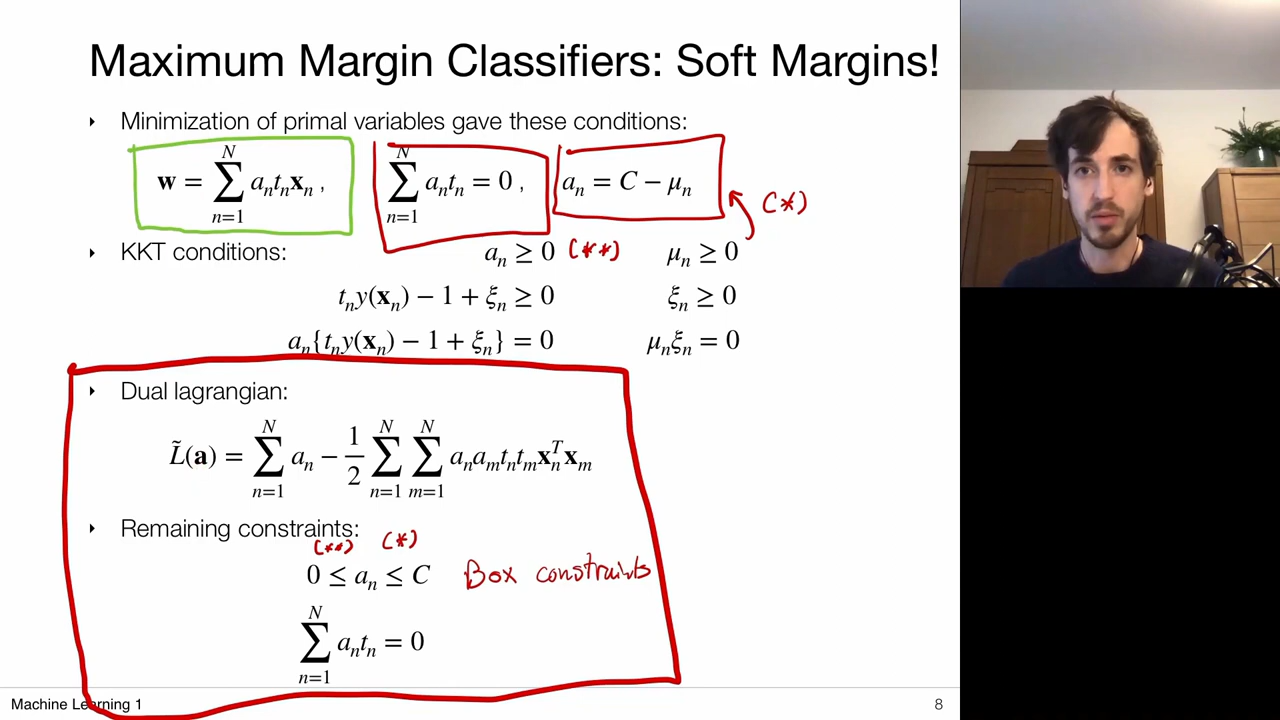 Maximum Margin Classifiers: Soft Margins!
‣ Minimization of primal variables gave these conditions:
𝐰 = ∑_{n=1}^{N} a_n t_n 𝐱_n , ∑_{n=1}^{N} a_n t_n = 0 , a_n = C − μ_n
(*)
‣ KKT conditions: a_n ≥ 0 (**) μ_n ≥ 0
t_n y(𝐱_n) − 1 + ξ_n ≥ 0 ξ_n ≥ 0
a_n{t_n y(𝐱_n) − 1 + ξ_n} = 0 μ_n ξ_n = 0
‣ Dual lagrangian:
L̃(𝐚) = ∑_{n=1}^{N} a_n − 1/2 ∑_{n=1}^{N} ∑_{m=1}^{N} a_n a_m t_n t_m 𝐱_n^T 𝐱_m
‣ Remaining constraints:
(**) (*)
0 ≤ a_n ≤ C Box constraints
∑_{n=1}^{N} a_n t_n = 0
Machine Learning 1 8